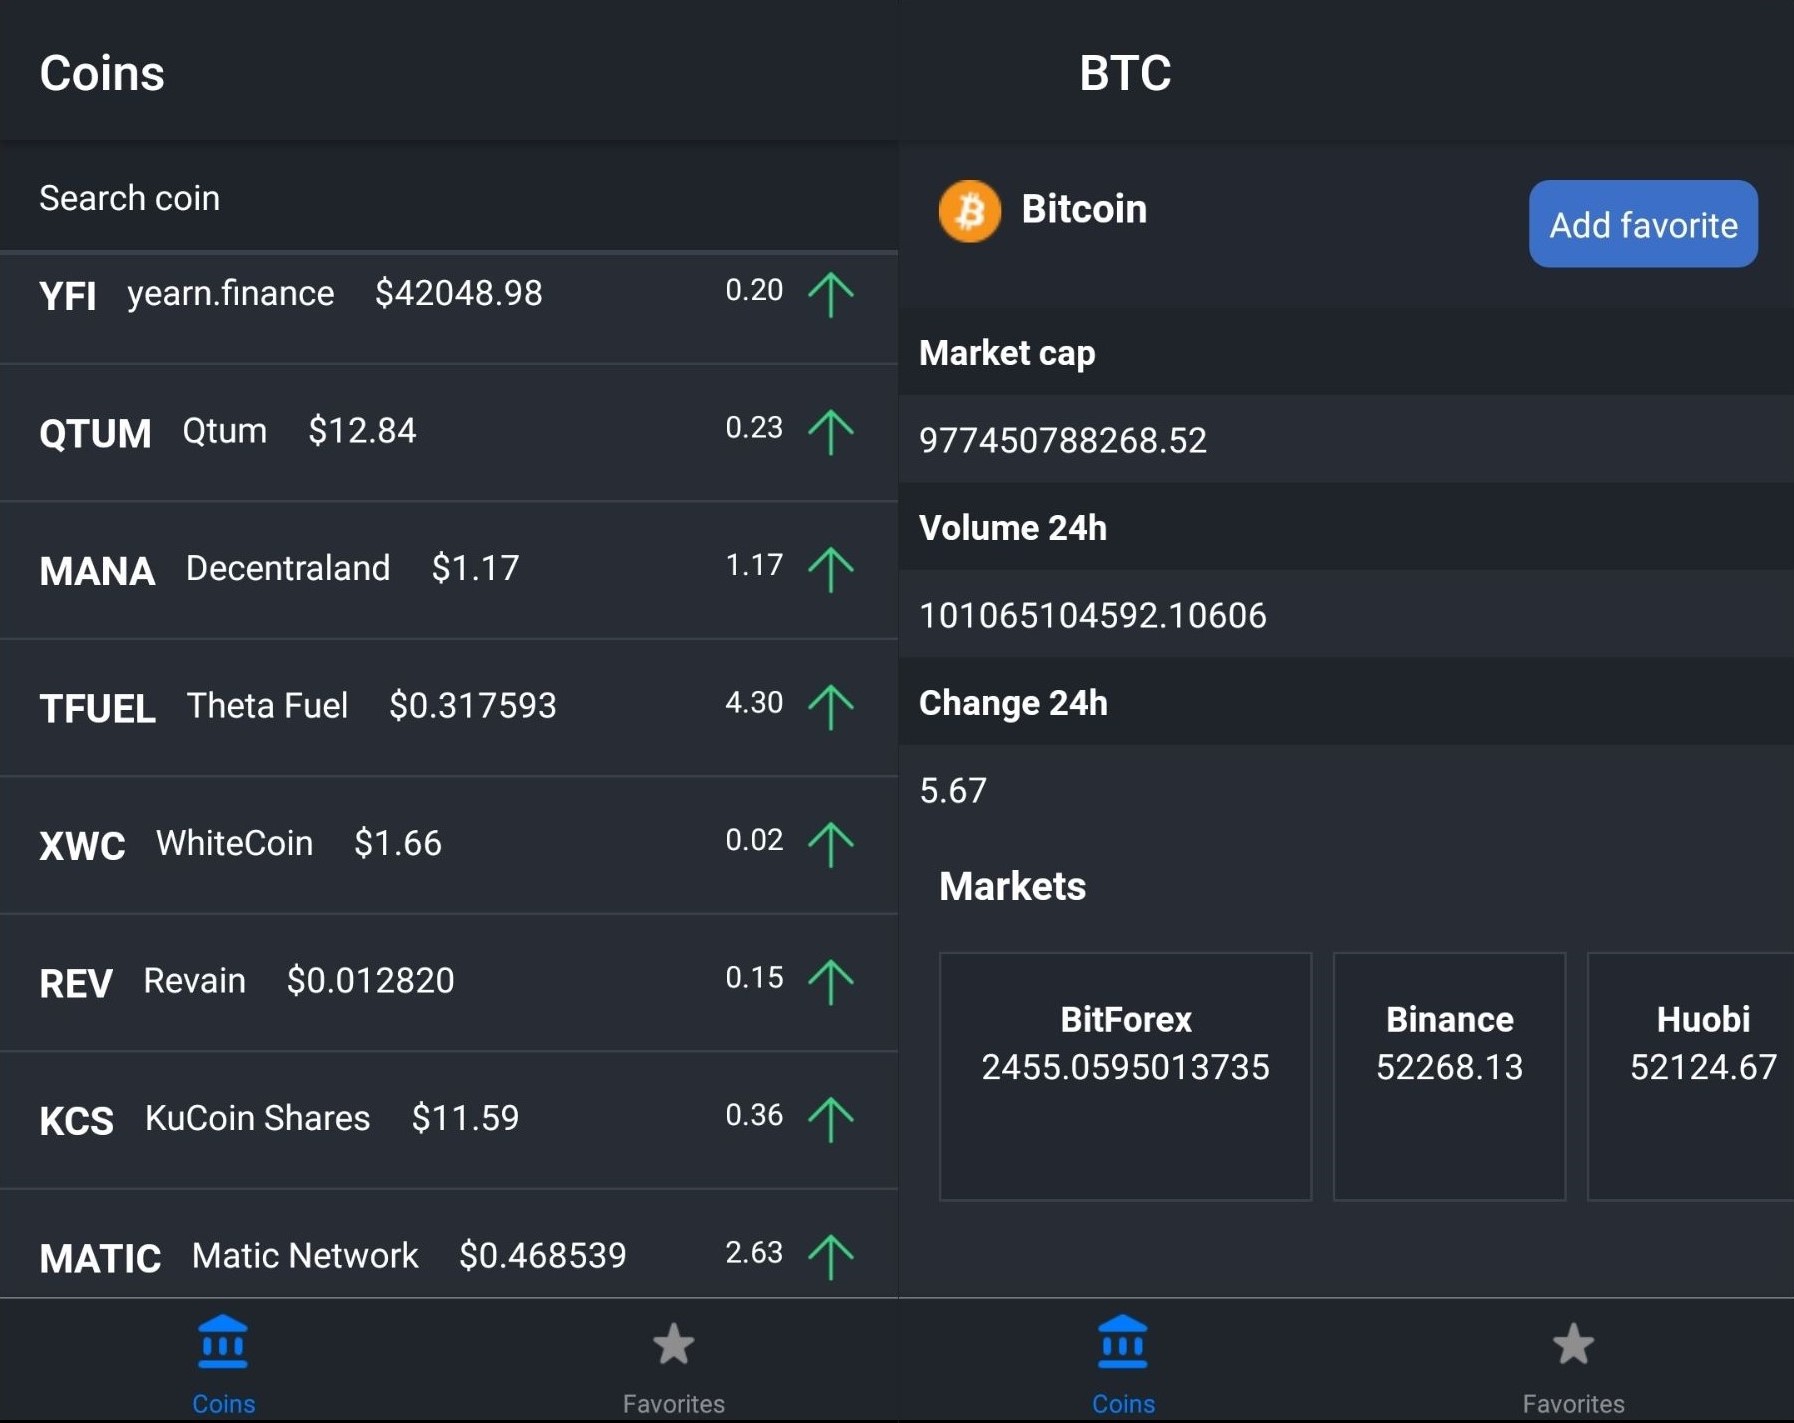 Coins
Search coin
YFI yearn.finance $42048.98 0.20
QTUM Qtum $12.84 0.23
MANA Decentraland $1.17 1.17
TFUEL Theta Fuel $0.317593 4.30
XWC WhiteCoin $1.66 0.02
REV Revain $0.012820 0.15
KCS KuCoin Shares $11.59 0.36
MATIC Matic Network $0.468539 2.63
Coins Favorites
BTC
Bitcoin Add favorite
Market cap
977450788268.52
Volume 24h
101065104592.10606
Change 24h
5.67
Markets
BitForex Binance Huobi
2455.0595013735 52268.13 52124.67
Coins Favorites